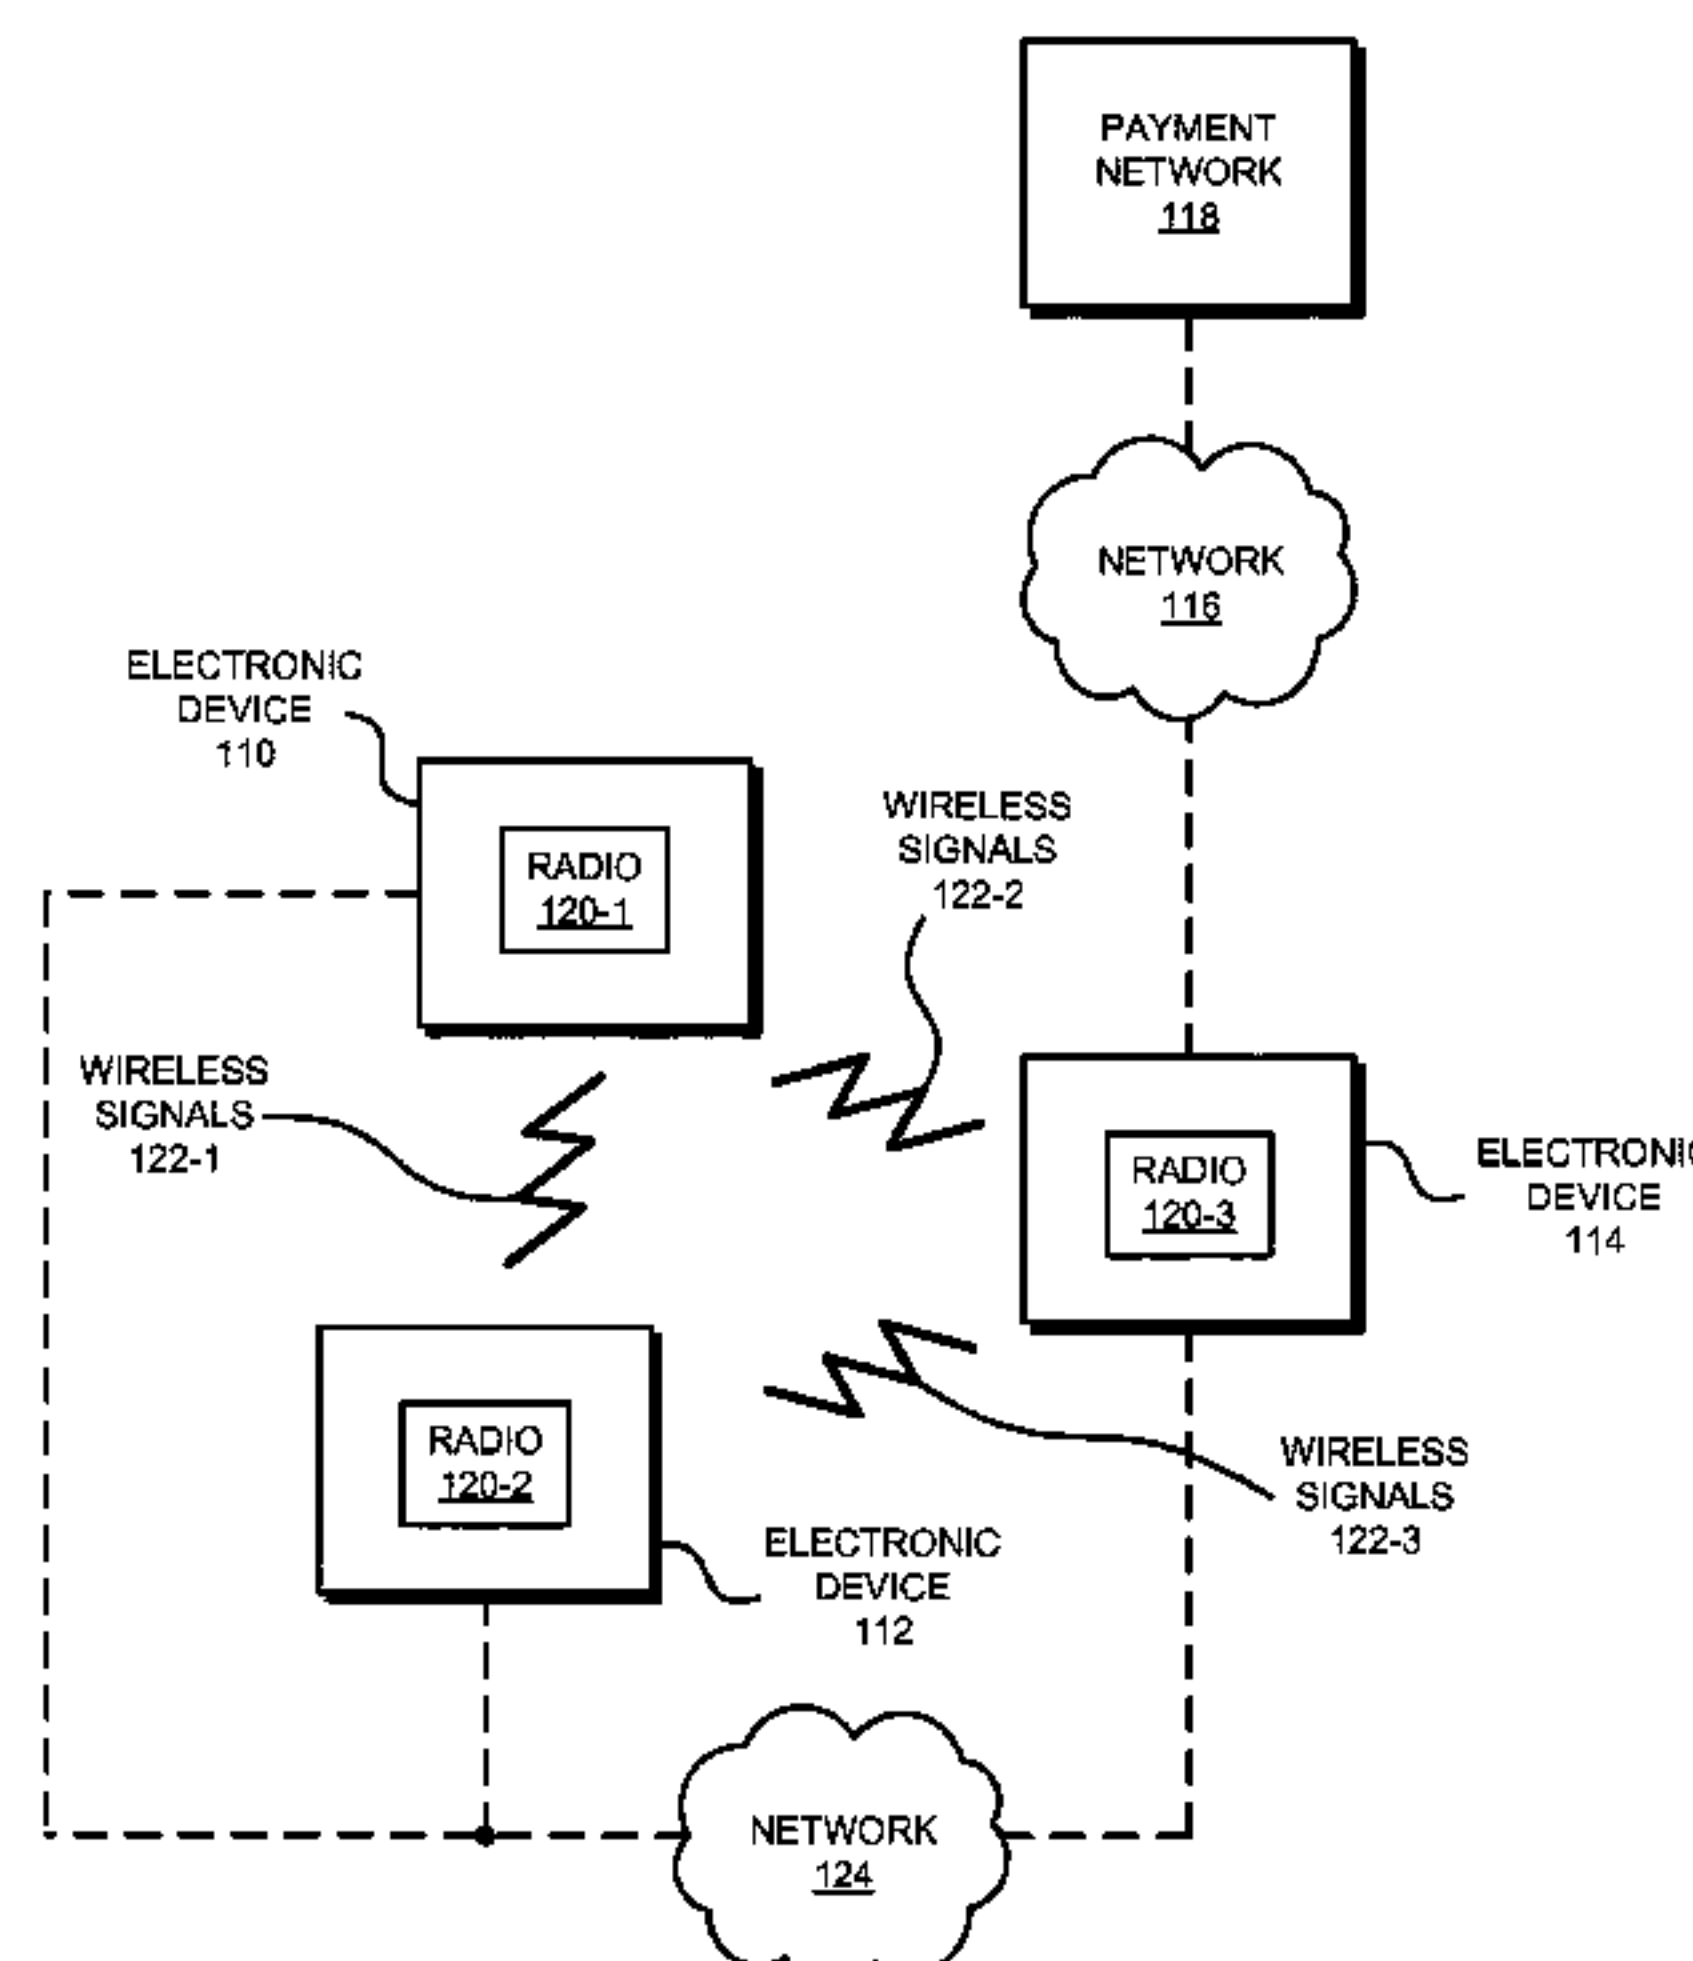 PAYMENT
NETWORK
118
NETWORK
116
ELECTRONIC
DEVICE
110
RADIO
120-1
WIRELESS
SIGNALS
122-2
WIRELESS
SIGNALS
122-1
RADIO
120-3
ELECTRONIC
DEVICE
114
RADIO
120-2
WIRELESS
SIGNALS
122-3
ELECTRONIC
DEVICE
112
NETWORK
124